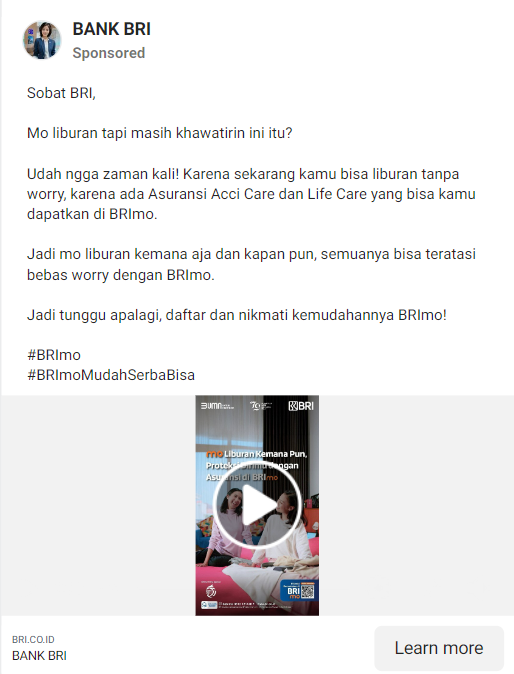 BANK BRI
Sponsored
Sobat BRI,
Mo liburan tapi masih khawatirin ini itu?
Udah ngga zaman kali! Karena sekarang kamu bisa liburan tanpa
worry, karena ada Asuransi Acci Care dan Life Care yang bisa kamu
dapatkan di BRImo.
Jadi mo liburan kemana aja dan kapan pun, semuanya bisa teratasi
bebas worry dengan BRImo.
Jadi tunggu apalagi, daftar dan nikmati kemudahannya BRImo!
#BRImo
#BRImoMudahSerbaBisa
BUMN
BRI
mo Liburan Kemana Pun,
Proteksi Dirimu dengan
Asuransi di BRImo
BRI
mo
BRI.CO.ID
BANK BRI
Learn more